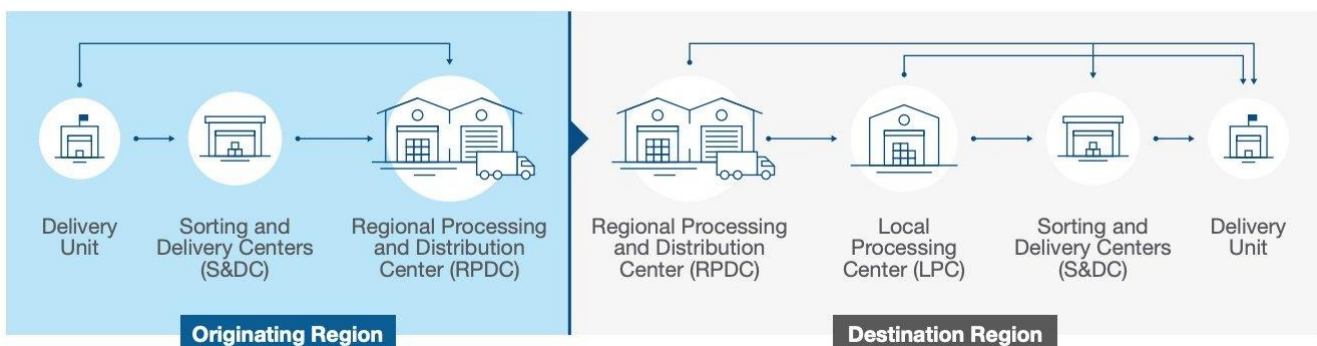 Delivery
Unit
Sorting and
Delivery Centers
(S&DC)
Regional Processing
and Distribution
Center (RPDC)
Regional Processing
and Distribution
Center (RPDC)
Local
Processing
Center (LPC)
Sorting and
Delivery Centers
(S&DC)
Delivery
Unit
Originating Region
Destination Region